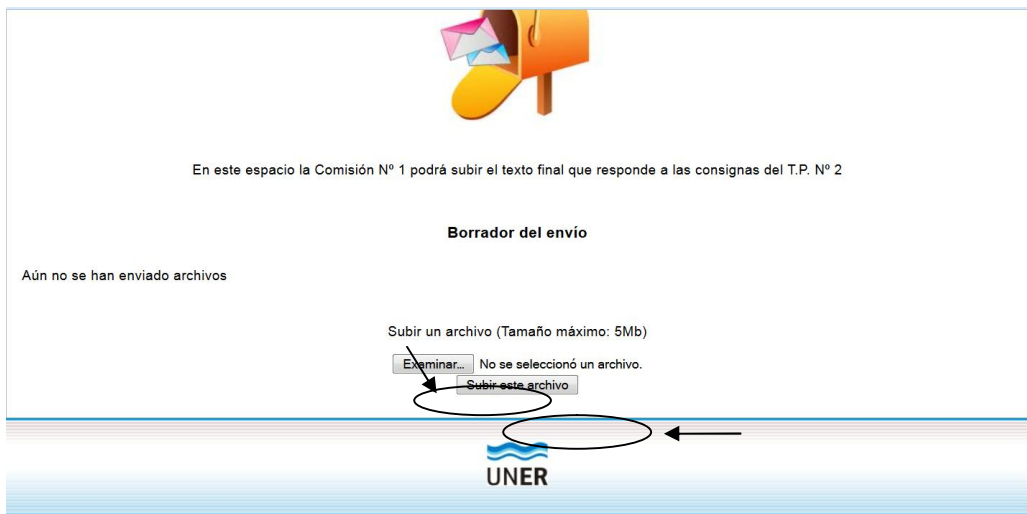 En este espacio la Comisión Nº 1 podrá subir el texto final que responde a las consignas del T.P. Nº 2
Borrador del envío
Aún no se han enviado archivos
Subir un archivo (Tamaño máximo: 5Mb)
Examinar... No se seleccionó un archivo.
Subir este archivo
UNER